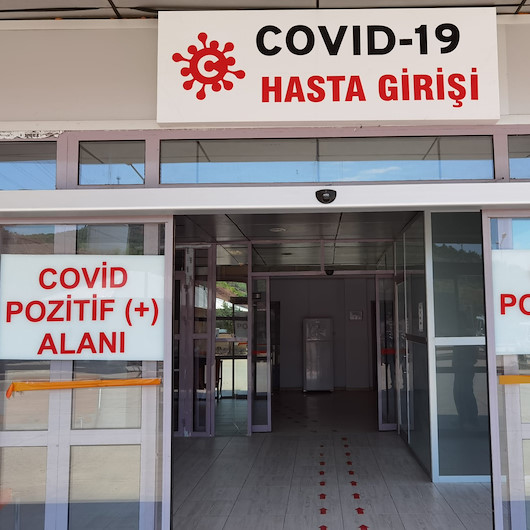 COVID-19
HASTA GİRİŞİ
COVİD
POZİTİF (+)
ALANI
PO